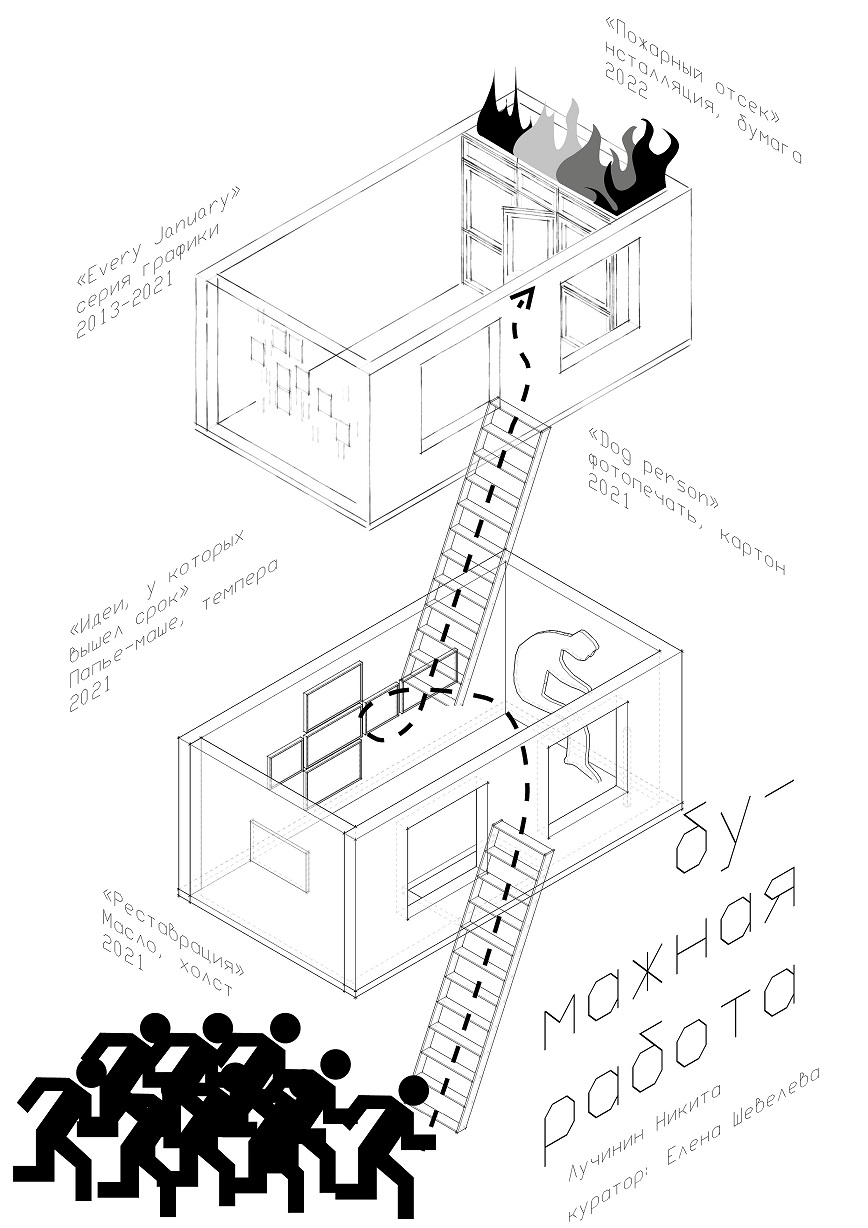 «Пожарный отсек»
нсталляция, бумага
2022
«Every January»
серия графики
2013-2021
«Dog person»
фотопечать, картон
2021
«Идеи, у которых
вышел срок»
Папье-маше, темпера
2021
«Реставрация»
Масло, холст
2021
бу-
мажная
работа
Лучинин Никита
куратор: Елена Шевелева